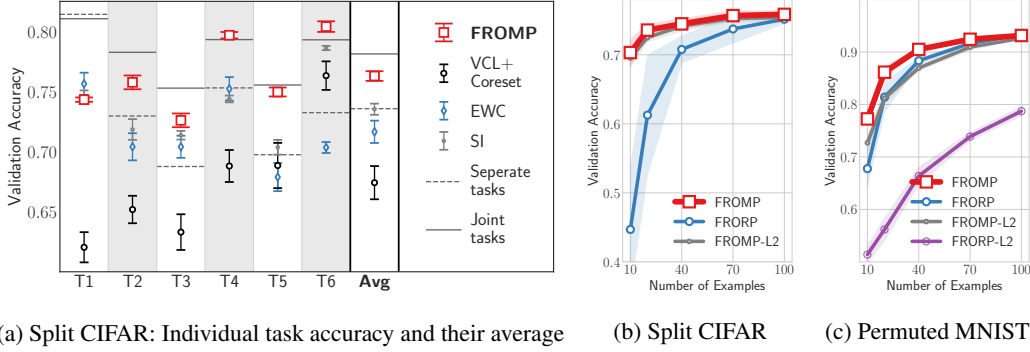 0.80
0.75
0.70
0.65
Validation Accuracy
T1 T2 T3 T4 T5 T6 Avg
FROMP
VCL+
Coreset
EWC
SI
Seperate
tasks
Joint
tasks
(a) Split CIFAR: Individual task accuracy and their average
0.7
0.6
0.5
0.4
Validation Accuracy
FROMP
FRORP
FROMP-L2
10 40 70 100
Number of Examples
(b) Split CIFAR
0.9
0.8
0.7
0.6
Validation Accuracy
FROMP
FRORP
FROMP-L2
FRORP-L2
10 40 70 100
Number of Examples
(c) Permuted MNIST